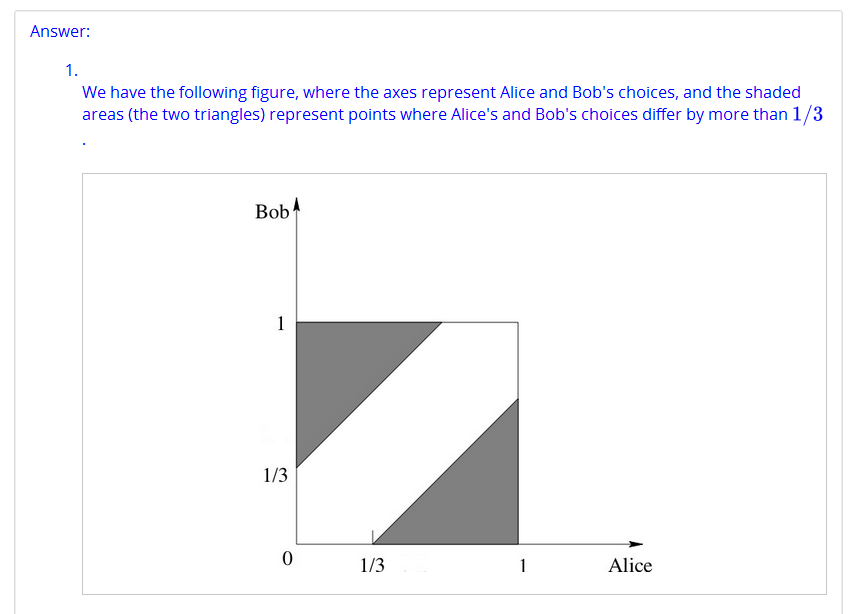 Answer:
1.
We have the following figure, where the axes represent Alice and Bob's choices, and the shaded
areas (the two triangles) represent points where Alice's and Bob's choices differ by more than 1/3
.
Bob
1
1/3
0
1/3
1
Alice